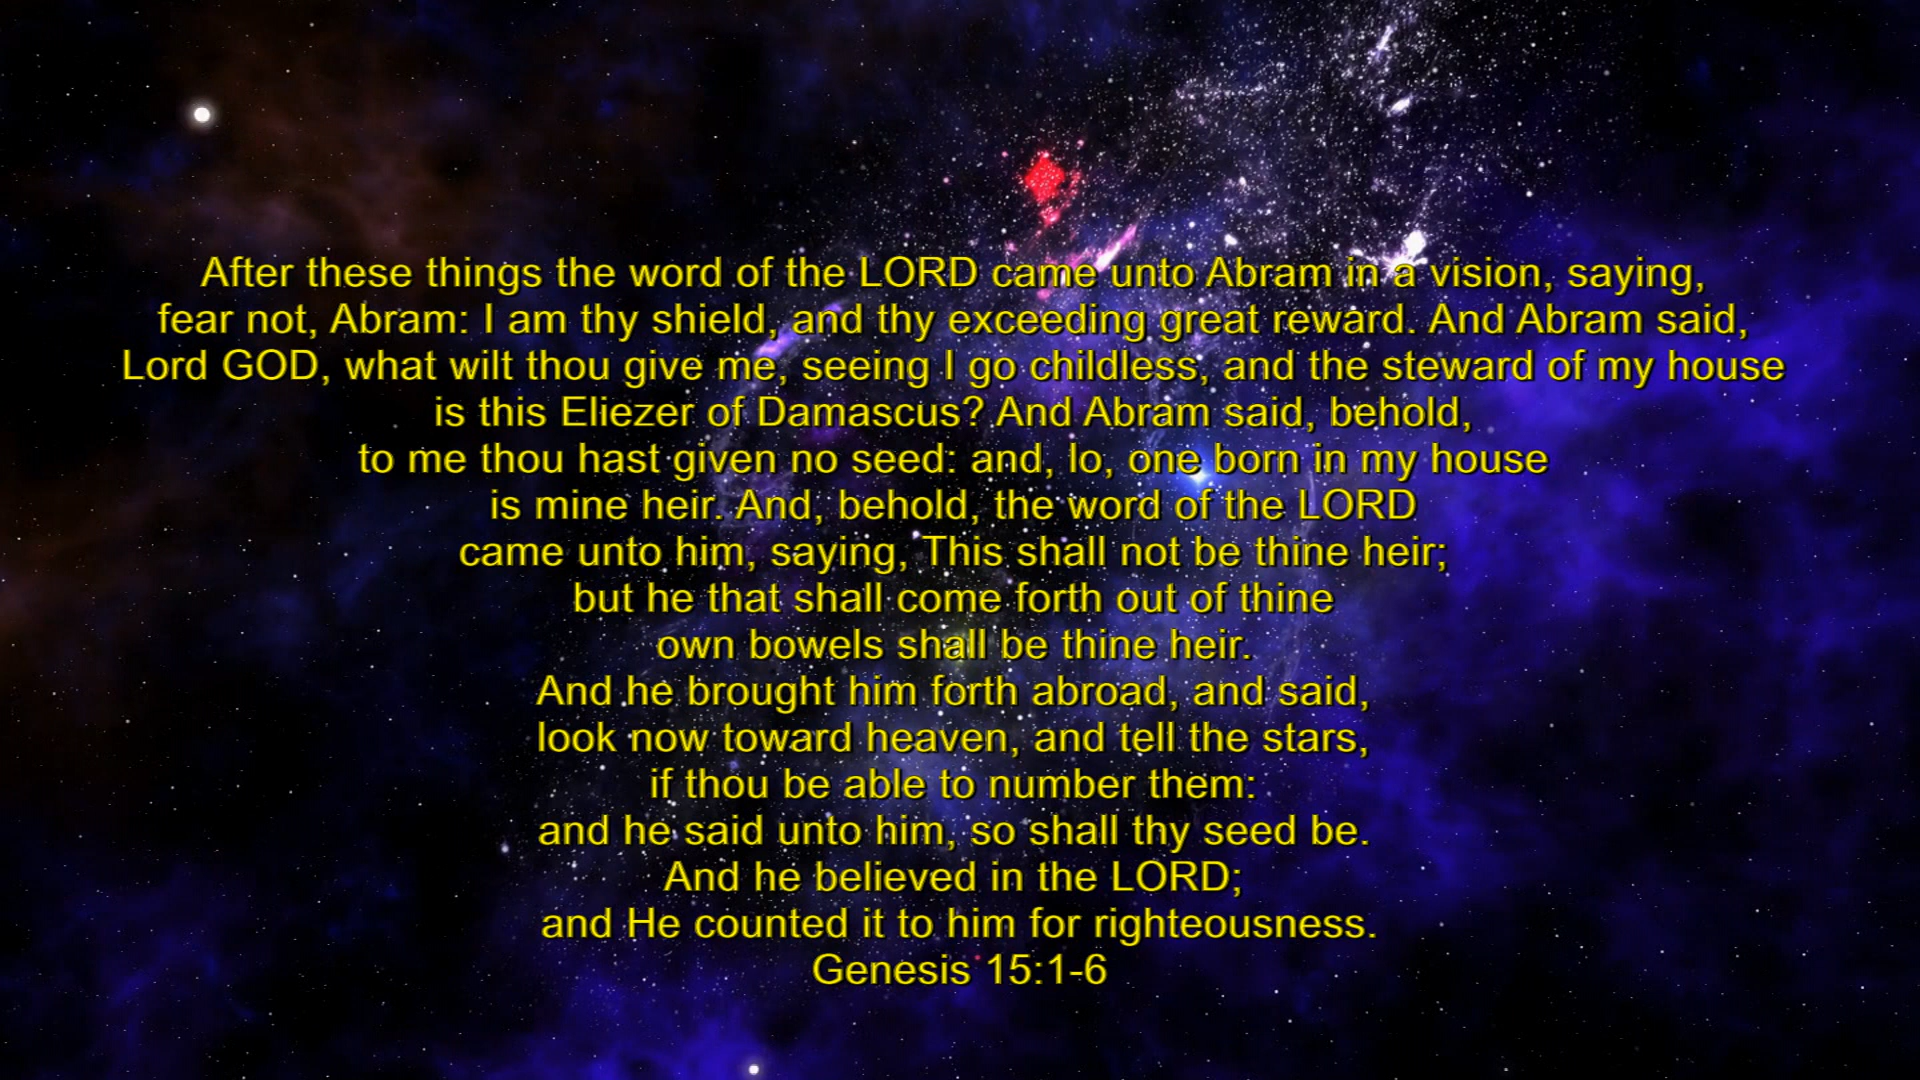 After these things the word of the LORD came unto Abram in a vision, saying,
fear not, Abram: I am thy shield, and thy exceeding great reward. And Abram said,
Lord GOD, what wilt thou give me, seeing I go childless, and the steward of my house
is this Eliezer of Damascus? And Abram said, behold,
to me thou hast given no seed: and, lo, one born in my house
is mine heir. And, behold, the word of the LORD
came unto him, saying, This shall not be thine heir;
but he that shall come forth out of thine
own bowels shall be thine heir.
And he brought him forth abroad, and said,
look now toward heaven, and tell the stars,
if thou be able to number them:
and he said unto him, so shall thy seed be.
And he believed in the LORD;
and He counted it to him for righteousness.
Genesis 15:1-6